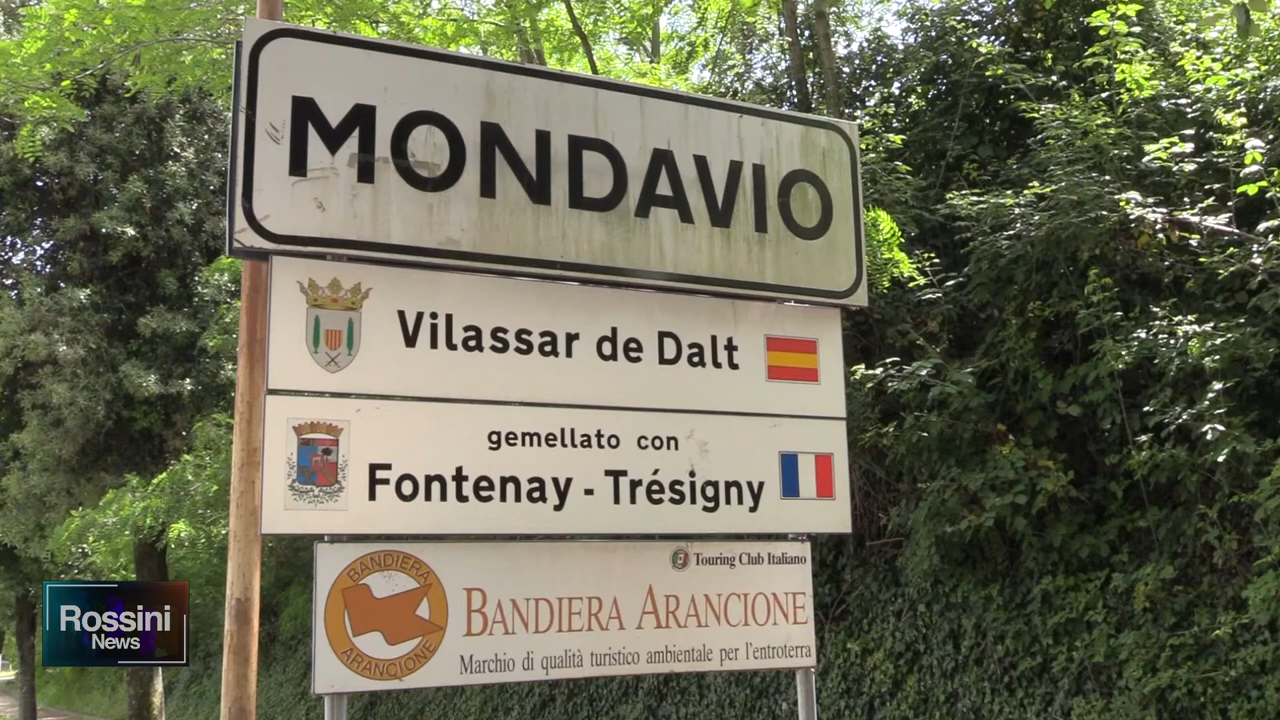 MONDAVIO
Vilassar de Dalt
gemellato con
Fontenay - Trésigny
Touring Club Italiano
BANDIERA
ARANCIONE
BANDIERA ARANCIONE
Marchio di qualità turistico ambientale per l'entroterra
Rossini
News